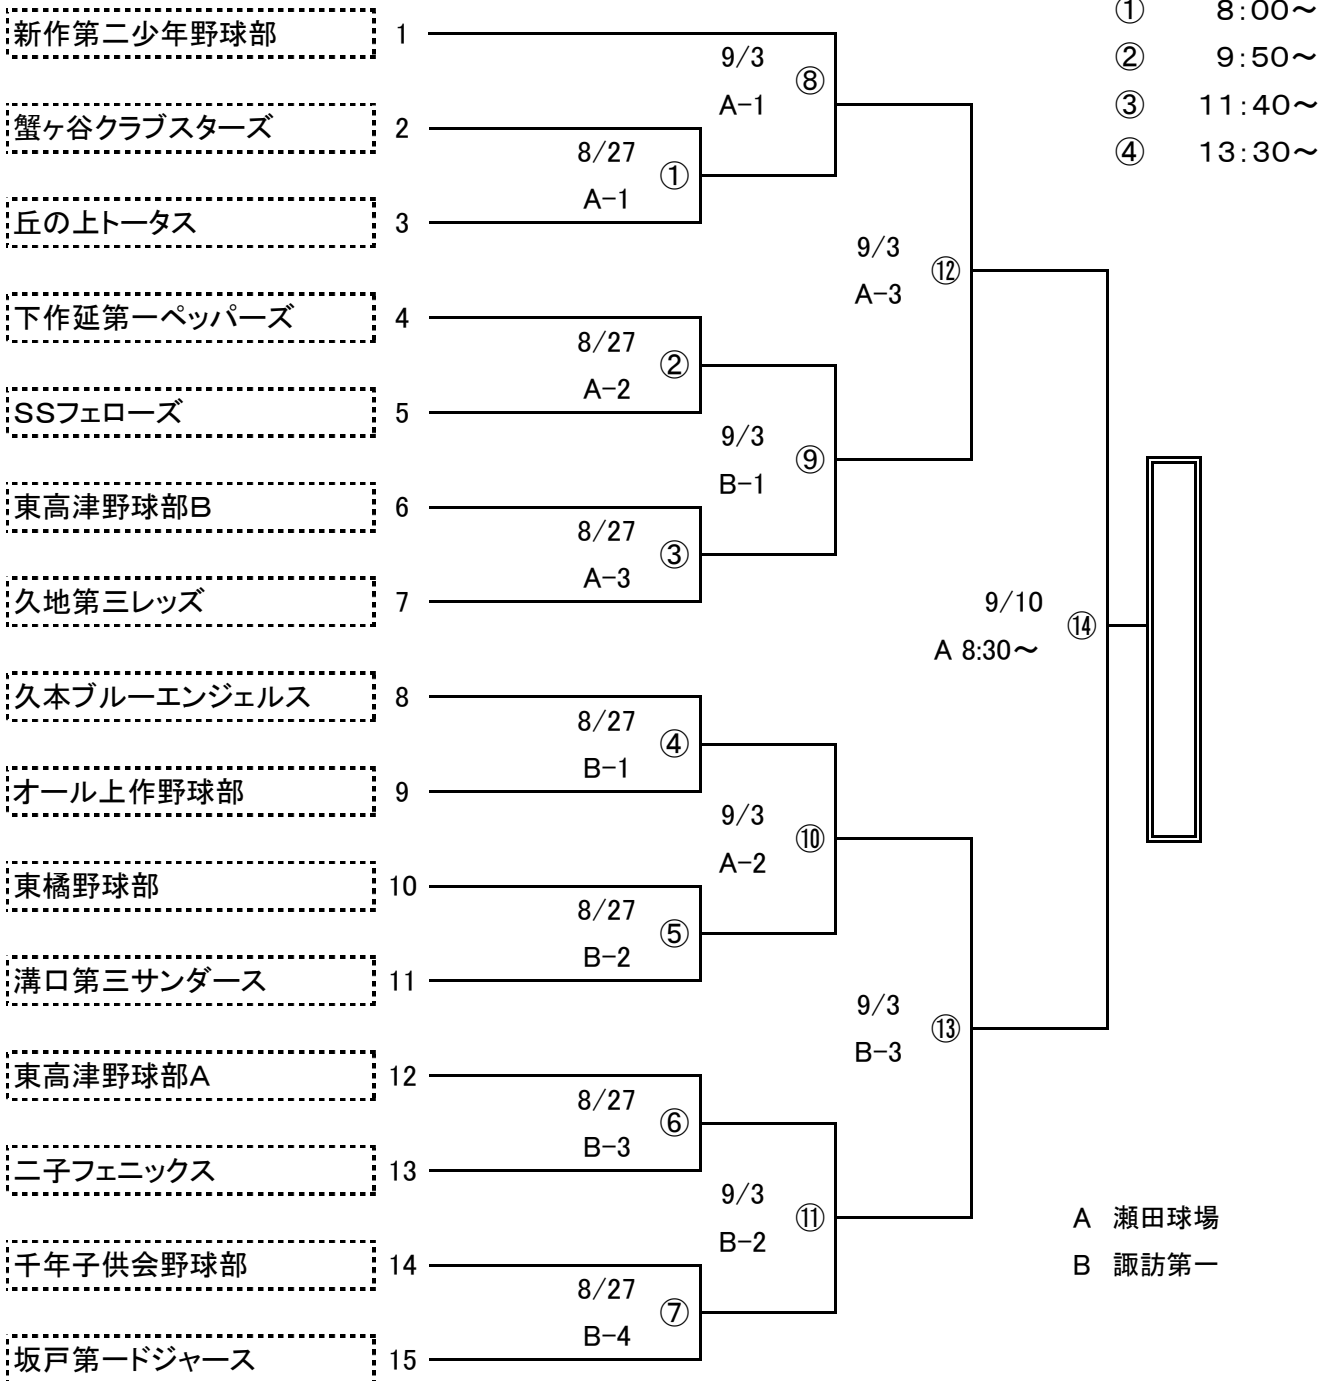 ① 8:00～
新作第二少年野球部 1
9/3 ⑧
② 9:50～
A-1
③ 11:40～
蟹ヶ谷クラブスターズ 2
8/27 ①
④ 13:30～
A-1
丘の上トータス 3
9/3 ⑫
A-3
下作延第一ペッパーズ 4
8/27 ②
A-2
SSフェローズ 5
9/3 ⑨
B-1
東高津野球部B 6
8/27 ③
A-3
久地第三レッズ 7
9/10 ⑭
A 8:30～
久本ブルーエンジェルス 8
8/27 ④
B-1
オール上作野球部 9
9/3 ⑩
A-2
東橘野球部 10
8/27 ⑤
B-2
溝口第三サンダース 11
9/3 ⑬
B-3
東高津野球部A 12
8/27 ⑥
B-3
二子フェニックス 13
9/3 ⑪
B-2
A 瀬田球場
千年子供会野球部 14
B 諏訪第一
8/27 ⑦
B-4
坂戸第一ドジャース 15